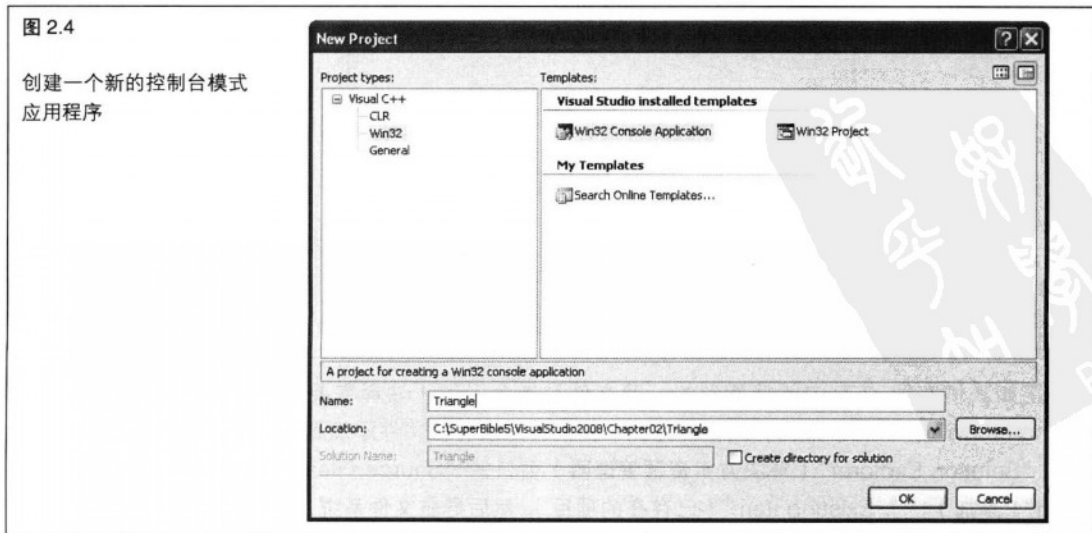 图 2.4
创建一个新的控制台模式
应用程序
New Project
Project types:
Templates:
Visual C++
CLR
Win32
General
Visual Studio installed templates
Win32 Console Application
Win32 Project
My Templates
Search Online Templates...
A project for creating a Win32 console application
Name:
Triangle
Location:
C:\SuperBible5\VisualStudio2008\Chapter02\Triangle
Browse...
Solution Name:
Triangle
Create directory for solution
OK
Cancel